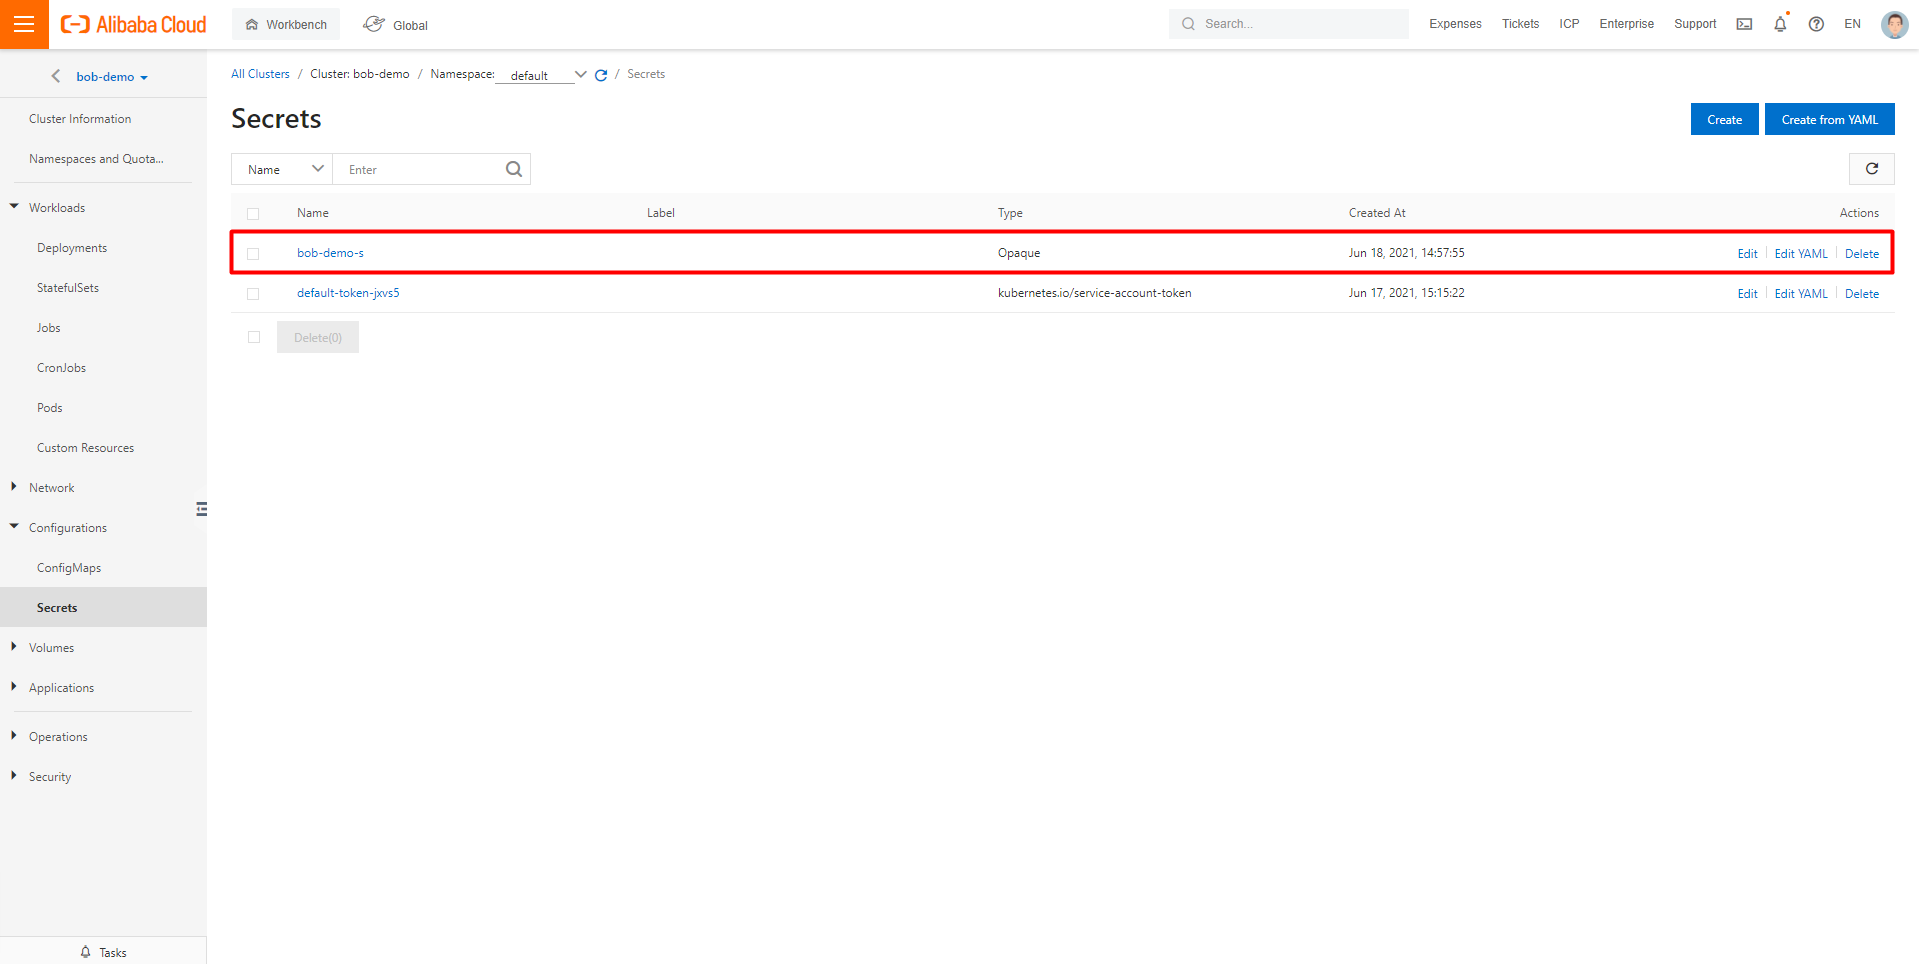 Alibaba Cloud Workbench Global Search... Expenses Tickets ICP Enterprise Support EN
bob-demo
Cluster Information
Namespaces and Quota...
Workloads
Deployments
StatefulSets
Jobs
CronJobs
Pods
Custom Resources
Network
Configurations
ConfigMaps
Secrets
Volumes
Applications
Operations
Security
Tasks
All Clusters / Cluster: bob-demo / Namespace: default / Secrets
Secrets
Create Create from YAML
Name Enter
Name Label Type Created At Actions
bob-demo-s Opaque Jun 18, 2021, 14:57:55 Edit Edit YAML Delete
default-token-jxvs5 kubernetes.io/service-account-token Jun 17, 2021, 15:15:22 Edit Edit YAML Delete
Delete(0)